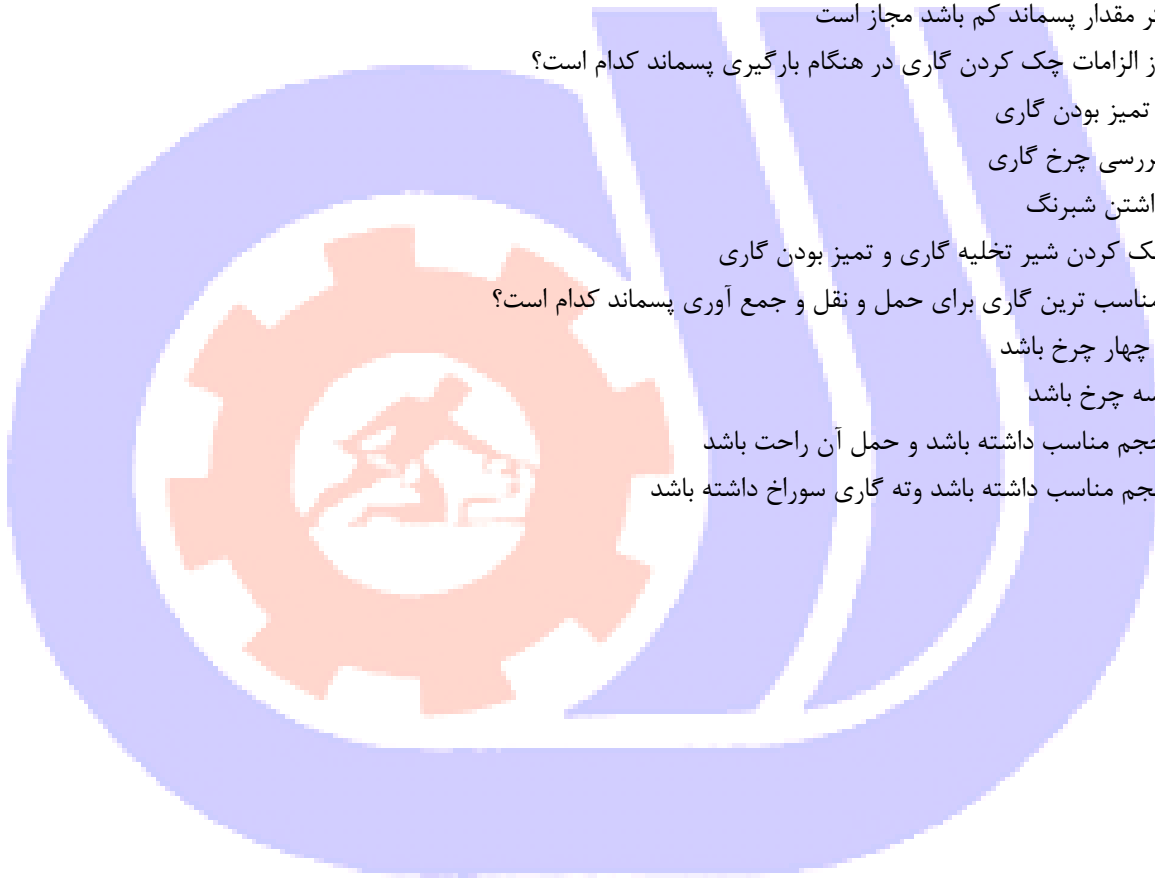 ر مقدار پسماند کم باشد مجاز است
ز الزامات چک کردن گاری در هنگام بارگیری پسماند کدام است؟
تمیز بودن گاری
ررسی چرخ گاری
اشتن شبرنگ
ک کردن شیر تخلیه گاری و تمیز بودن گاری
مناسب ترین گاری برای حمل و نقل و جمع آوری پسماند کدام است؟
چهار چرخ باشد
سه چرخ باشد
حجم مناسب داشته باشد و حمل آن راحت باشد
جم مناسب داشته باشد وته گاری سوراخ داشته باشد